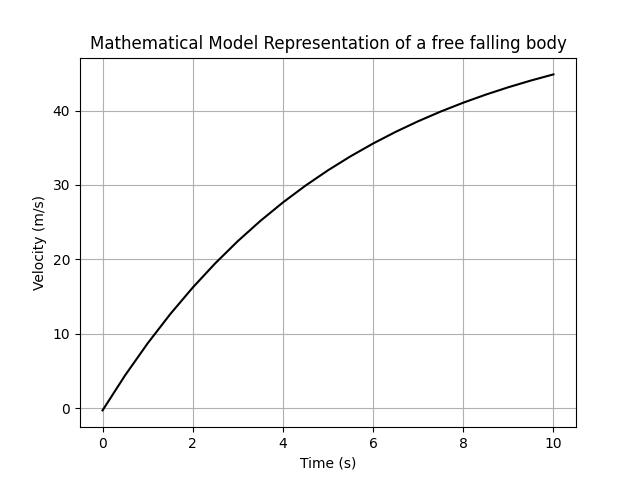 Mathematical Model Representation of a free falling body
40
30
20
10
0
Velocity (m/s)
0 2 4 6 8 10
Time (s)